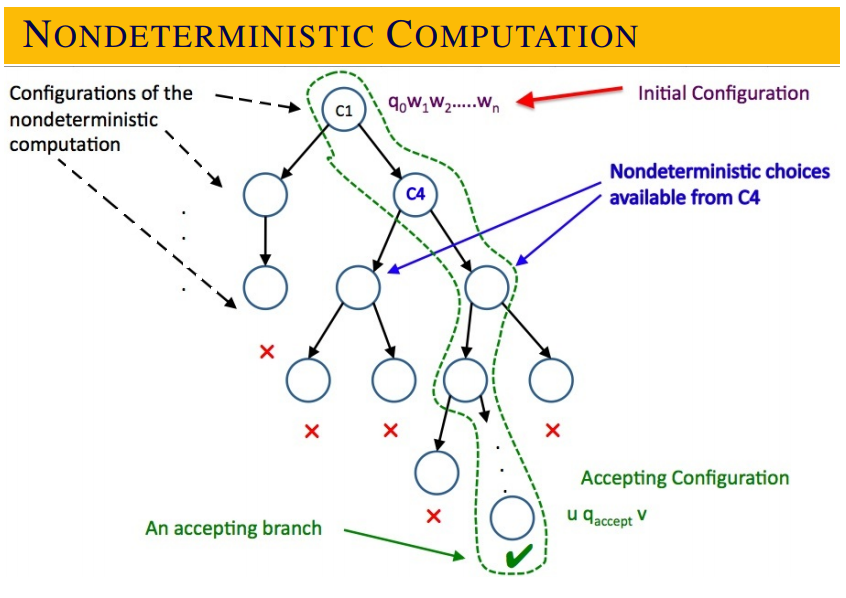 NONDETERMINISTIC COMPUTATION
Configurations of the
nondeterministic
computation
C1
q0w1w2.....wn
Initial Configuration
C4
Nondeterministic choices
available from C4
Accepting Configuration
u qaccept v
An accepting branch